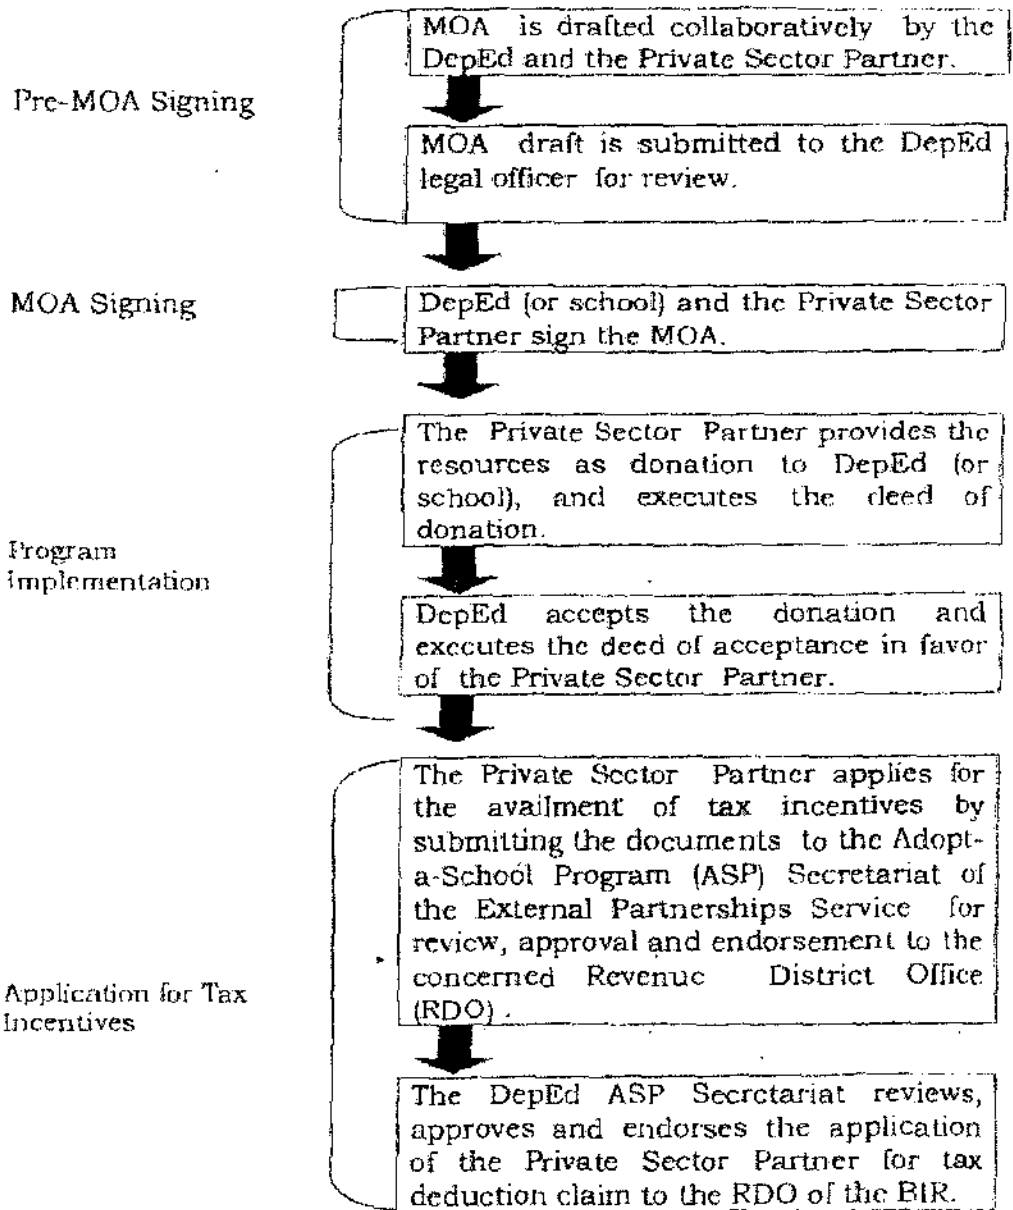 MOA is drafted collaboratively by the
DepEd and the Private Sector Partner.
Pre-MOA Signing
MOA draft is submitted to the DepEd
legal officer for review.
MOA Signing
DepEd (or school) and the Private Sector
Partner sign the MOA.
The Private Sector Partner provides the
resources as donation to DepEd (or
school), and executes the deed of
donation.
Program
Implementation
DepEd accepts the donation and
executes the deed of acceptance in favor
of the Private Sector Partner.
The Private Sector Partner applies for
the availment of tax incentives by
submitting the documents to the Adopt-
a-School Program (ASP) Secretariat of
the External Partnerships Service for
review, approval and endorsement to the
concerned Revenue District Office
(RDO).
Application for Tax
Incentives
The DepEd ASP Secretariat reviews,
approves and endorses the application
of the Private Sector Partner for tax
deduction claim to the RDO of the BIR.